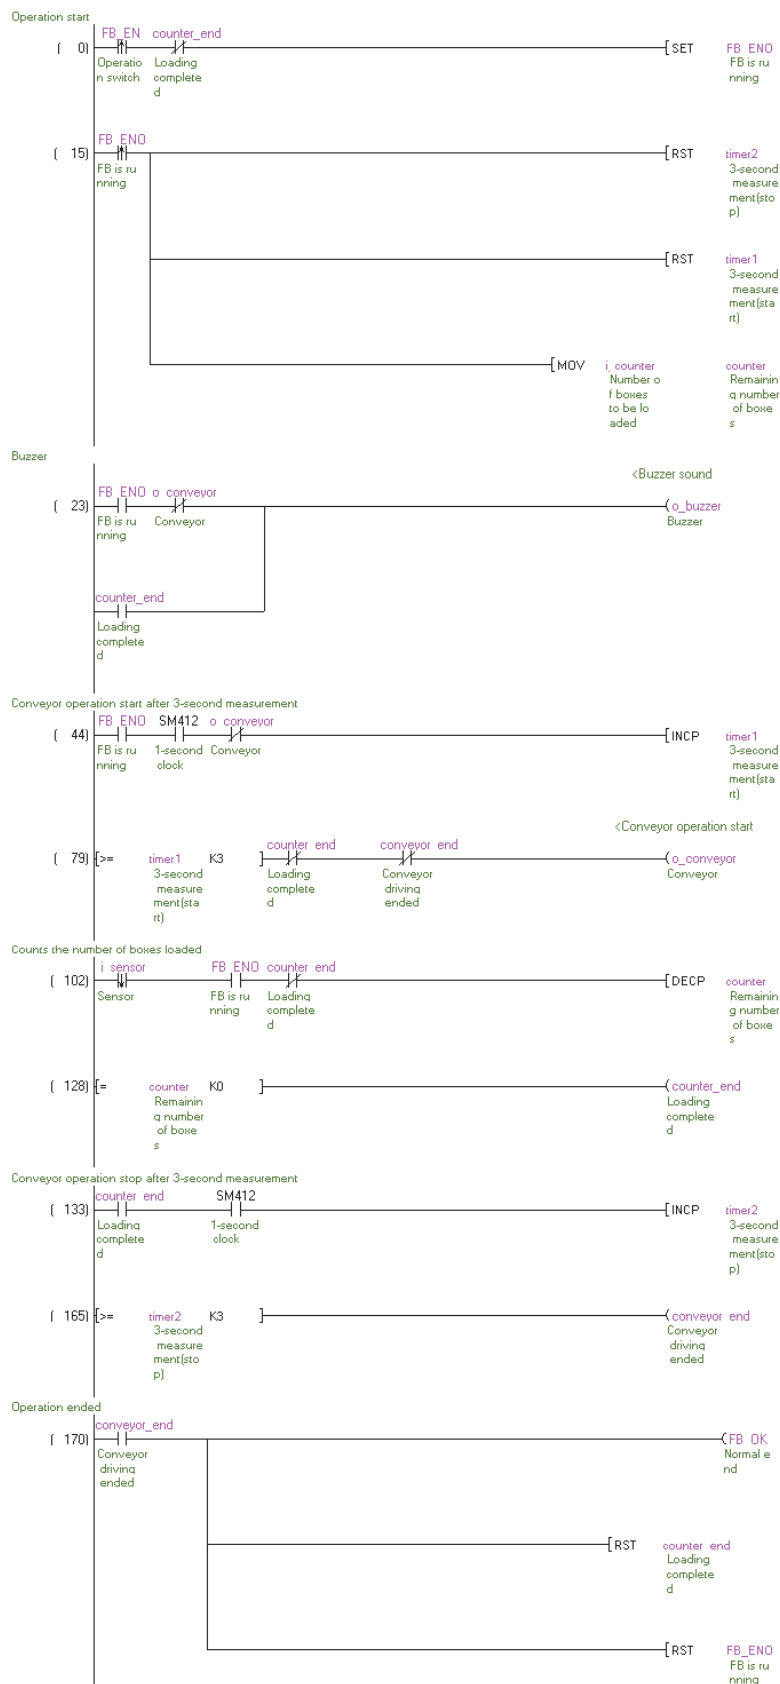 Operation start
FB_EN counter_end
( 0) [SET FB_ENO
Operatio Loading FB is ru
n switch complete nning
d
FB_ENO
( 15) [RST timer2
FB is ru 3-second
nning measure
ment(sto
p)
[RST timer1
3-second
measure
ment(sta
rt)
[MOV i_counter counter
Number o Remainin
f boxes g number
to be lo of boxe
aded s
Buzzer
<Buzzer sound
FB_ENO o_conveyor
( 23) (o_buzzer
FB is ru Conveyor Buzzer
nning
counter_end
Loading
complete
d
Conveyor operation start after 3-second measurement
FB_ENO SM412 o_conveyor
( 44) [INCP timer1
FB is ru 1-second Conveyor 3-second
nning clock measure
ment(sta
rt)
<Conveyor operation start
counter_end conveyor_end
( 79) [>= timer1 K3 ] (o_conveyor
3-second Loading Conveyor Conveyor
measure complete driving
ment(sta d ended
rt)
Counts the number of boxes loaded
i_sensor FB_ENO counter_end
( 102) [DECP counter
Sensor FB is ru Loading Remainin
nning complete g number
d of boxe
s
( 128) [= counter K0 ] (counter_end
Remainin Loading
g number complete
of boxe d
s
Conveyor operation stop after 3-second measurement
counter_end SM412
( 133) [INCP timer2
Loading 1-second 3-second
complete clock measure
d ment(sto
p)
( 165) [>= timer2 K3 ] (conveyor_end
3-second Conveyor
measure driving
ment(sto ended
p)
Operation ended
conveyor_end
( 170) (FB_OK
Conveyor Normal e
driving nd
ended
[RST counter_end
Loading
complete
d
[RST FB_ENO
FB is ru
nning